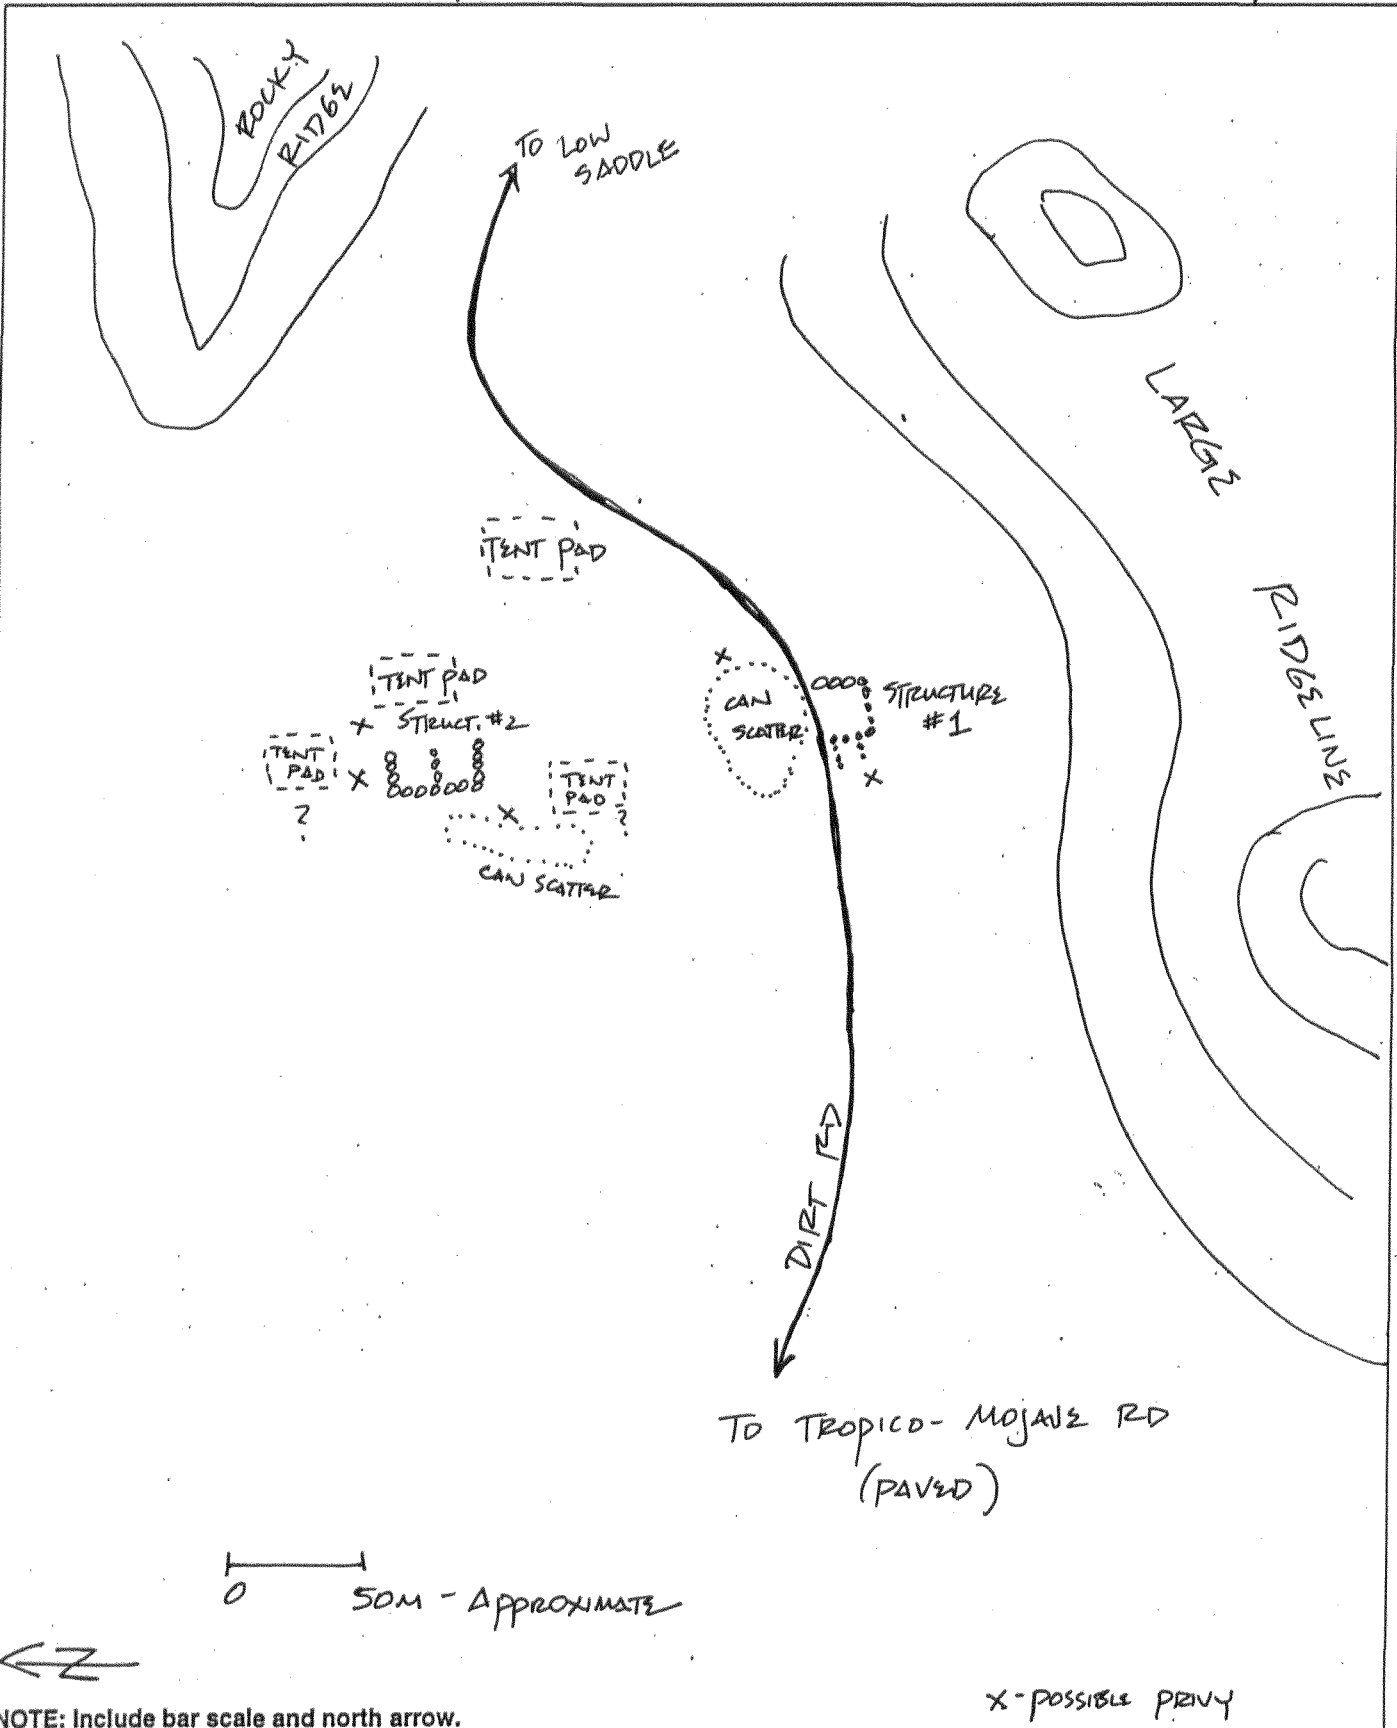 ROCKY
RIDGE
TO LOW
SADDLE
LARGE
RIDGELINE
TENT PAD
TENT PAD
X
X STRUCT. #2
CAN
SCATTER
STRUCTURE
#1
TENT
PAD
?
X
TENT
PAD
?
X
X
CAN SCATTER
DIRT RD
TO TROPICO-MOJAVE RD
(PAVED)
0 50M - APPROXIMATE
N
X-POSSIBLE PRIVY
NOTE: Include bar scale and north arrow.